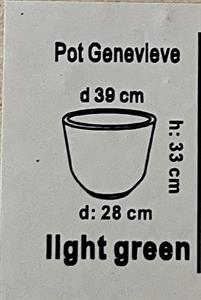 Pot Genevieve
d 39 cm
h: 33 cm
d: 28 cm
light green